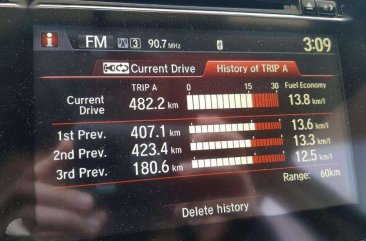 i FM 3 90.7 MHz 3:09
Current Drive History of TRIP A
TRIP A 0 15 30 Fuel Economy
Current Drive 482.2 km 13.8 km/l
1st Prev. 407.1 km 13.6 km/l
2nd Prev. 423.4 km 13.3 km/l
3rd Prev. 180.6 km 12.5 km/l
Range: 60km
Delete history